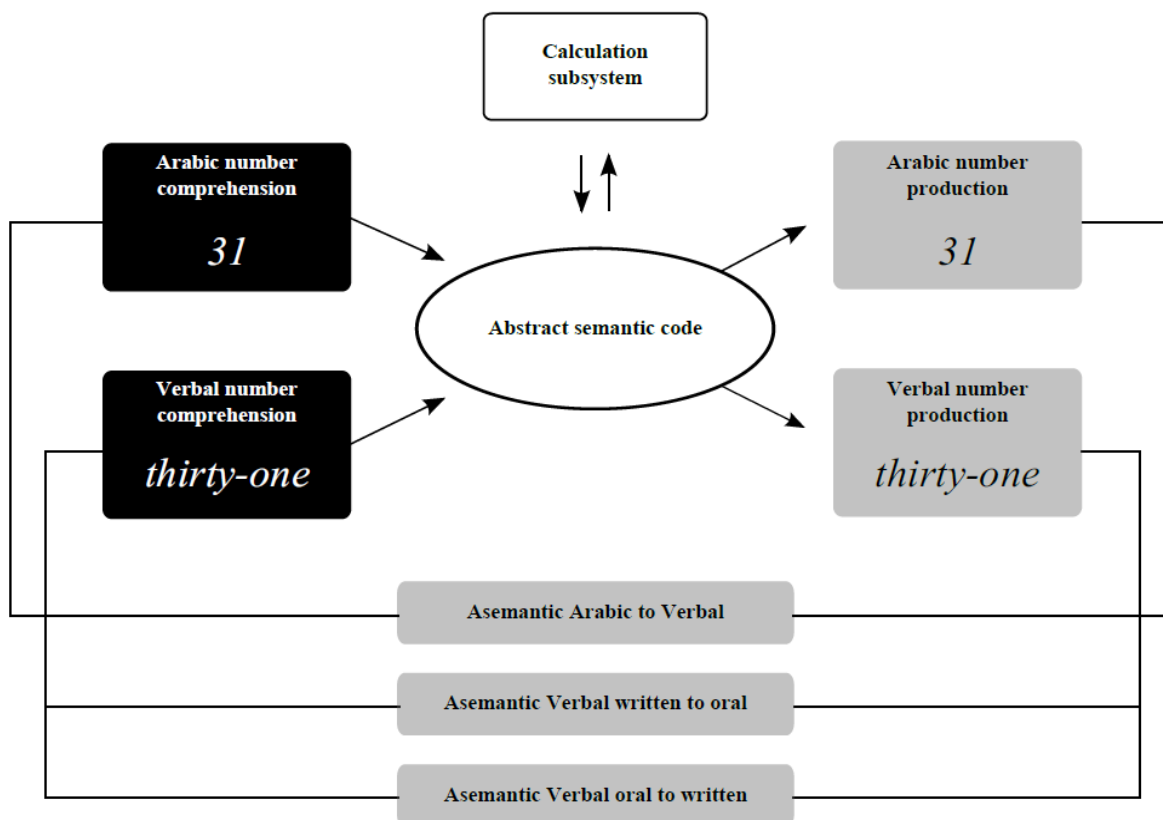 Calculation
subsystem
Arabic number
comprehension
31
Arabic number
production
31
Abstract semantic code
Verbal number
comprehension
thirty-one
Verbal number
production
thirty-one
Asemantic Arabic to Verbal
Asemantic Verbal written to oral
Asemantic Verbal oral to written